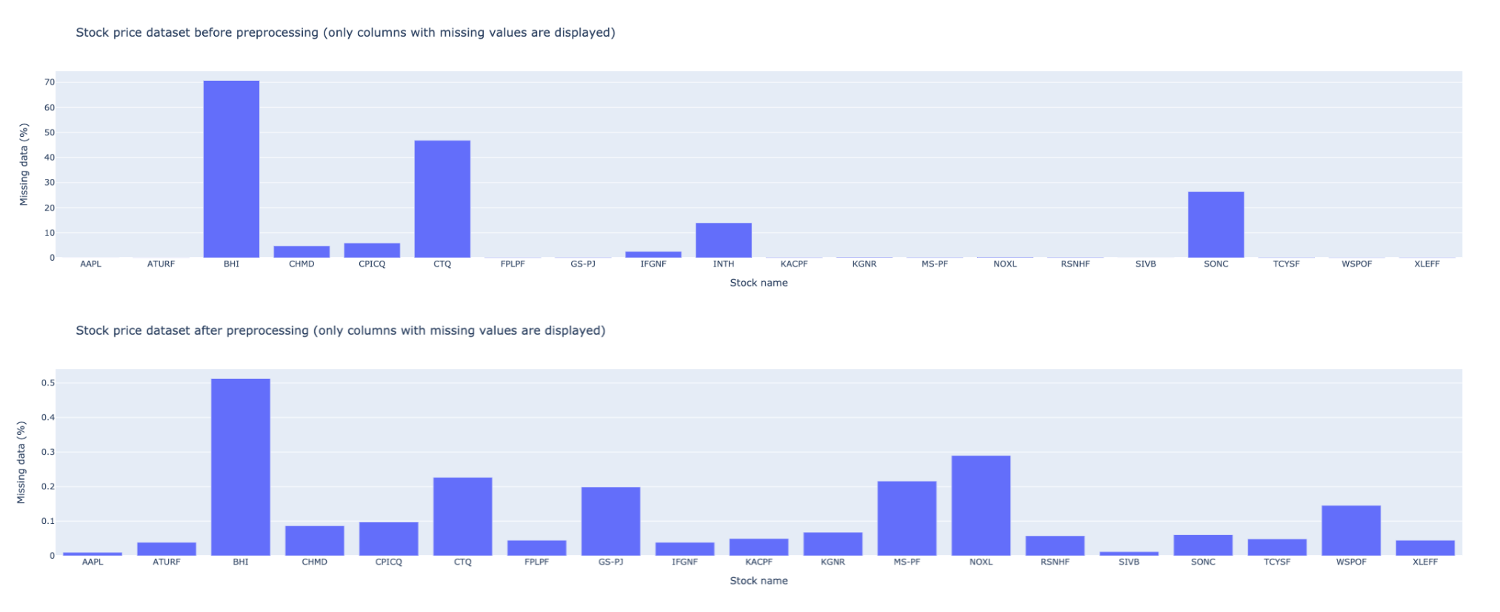 Stock price dataset before preprocessing (only columns with missing values are displayed)
Missing data (%)
70
60
50
40
30
20
10
0
AAPL ATURF BHI CHMD CPICQ CTQ FPLPF GS-PJ IFGNF INTH KACPF KGNR MS-PF NOXL RSNHF SIVB SONC TCYSF WSPOF XLEFF
Stock name
Stock price dataset after preprocessing (only columns with missing values are displayed)
Missing data (%)
0.5
0.4
0.3
0.2
0.1
0
AAPL ATURF BHI CHMD CPICQ CTQ FPLPF GS-PJ IFGNF KACPF KGNR MS-PF NOXL RSNHF SIVB SONC TCYSF WSPOF XLEFF
Stock name